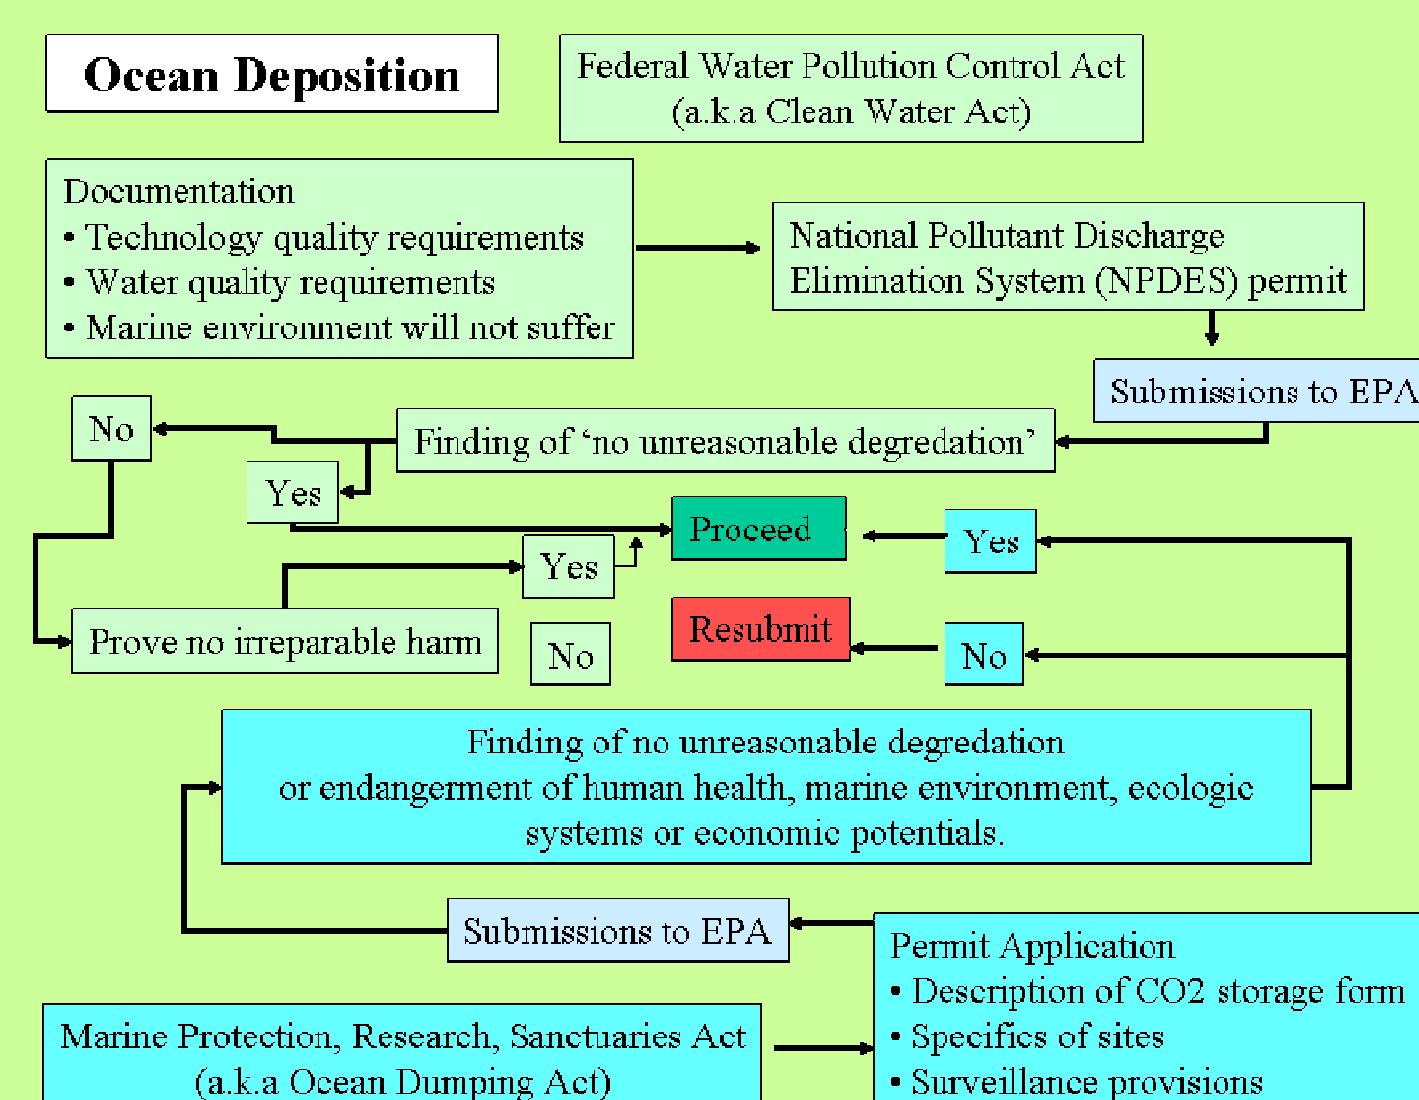 Ocean Deposition
Federal Water Pollution Control Act
(a.k.a Clean Water Act)
Documentation
• Technology quality requirements
• Water quality requirements
• Marine environment will not suffer
National Pollutant Discharge
Elimination System (NPDES) permit
Submissions to EPA
No
Finding of ‘no unreasonable degredation’
Yes
Proceed
Yes
Yes
Prove no irreparable harm
No
Resubmit
No
Finding of no unreasonable degredation
or endangerment of human health, marine environment, ecologic
systems or economic potentials.
Submissions to EPA
Permit Application
• Description of CO2 storage form
• Specifics of sites
• Surveillance provisions
Marine Protection, Research, Sanctuaries Act
(a.k.a Ocean Dumping Act)